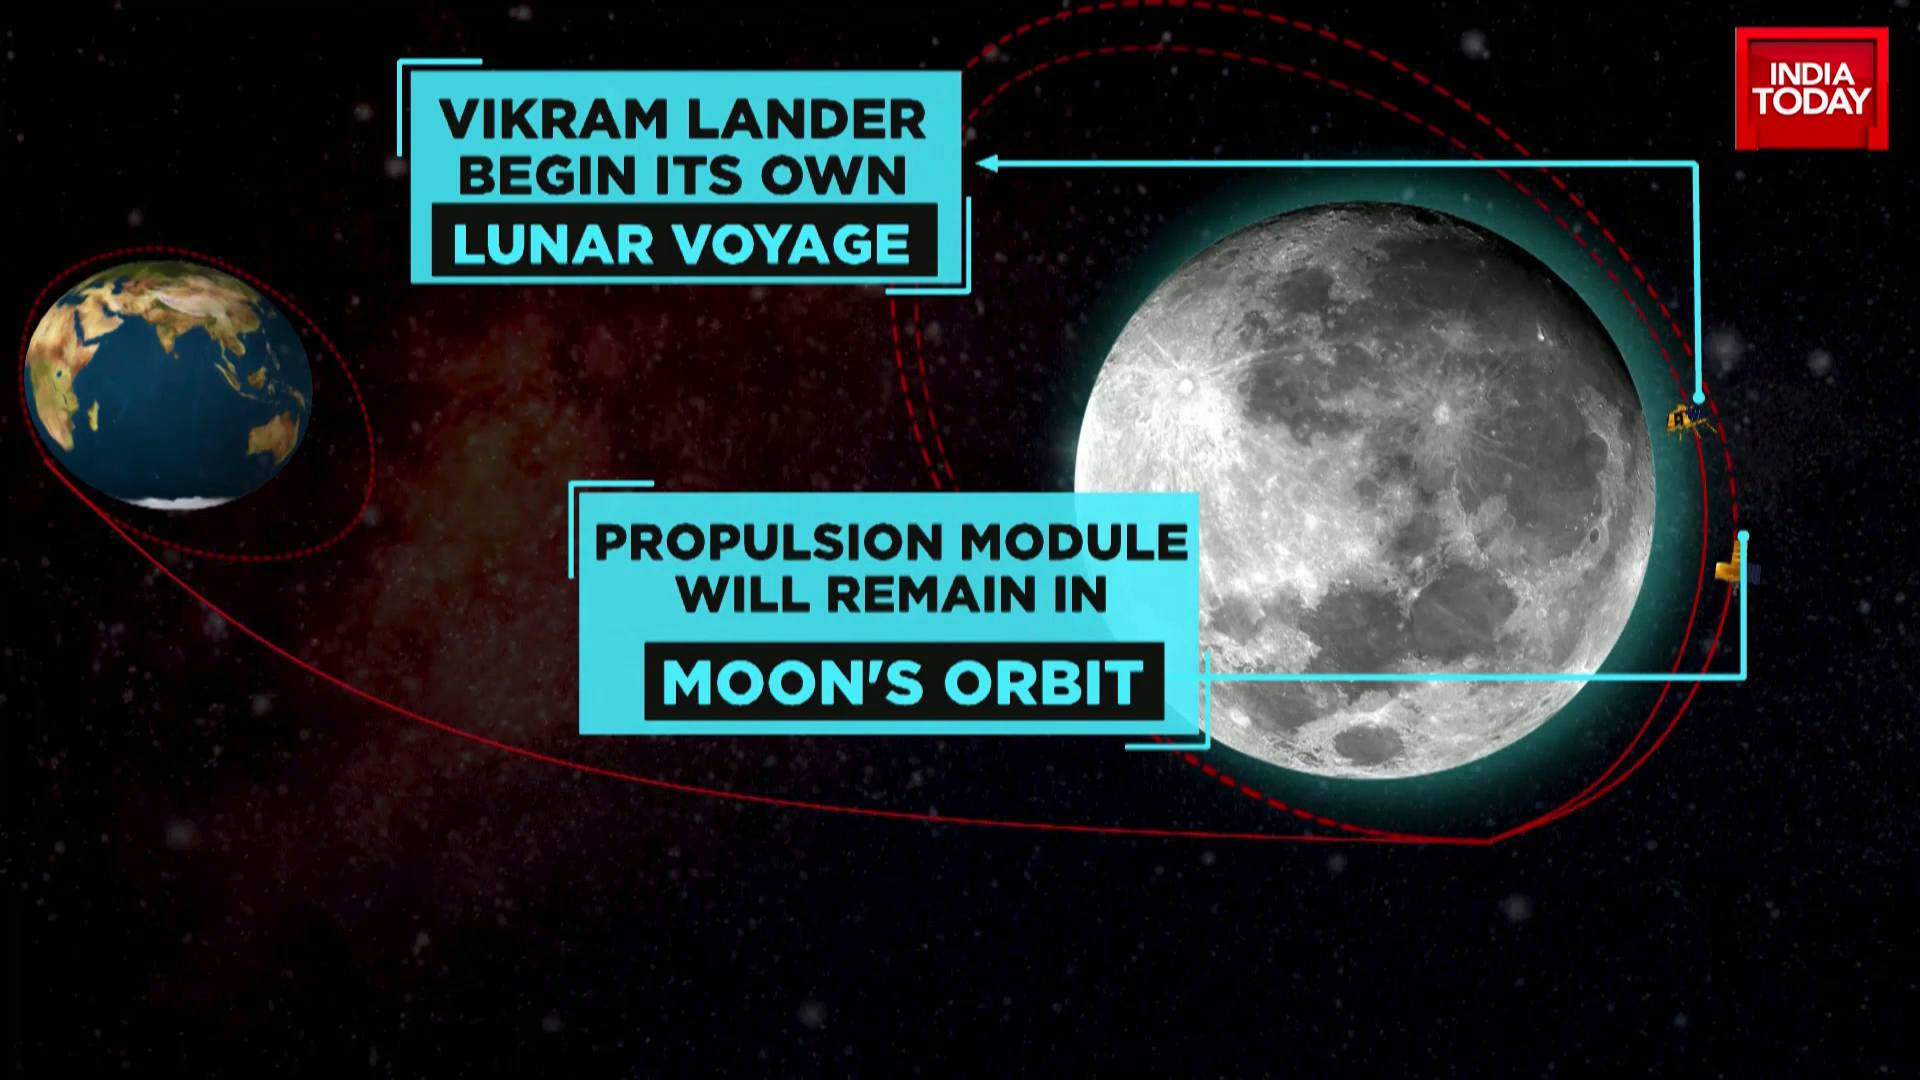 VIKRAM LANDER
BEGIN ITS OWN
LUNAR VOYAGE
INDIA
TODAY
PROPULSION MODULE
WILL REMAIN IN
MOON'S ORBIT